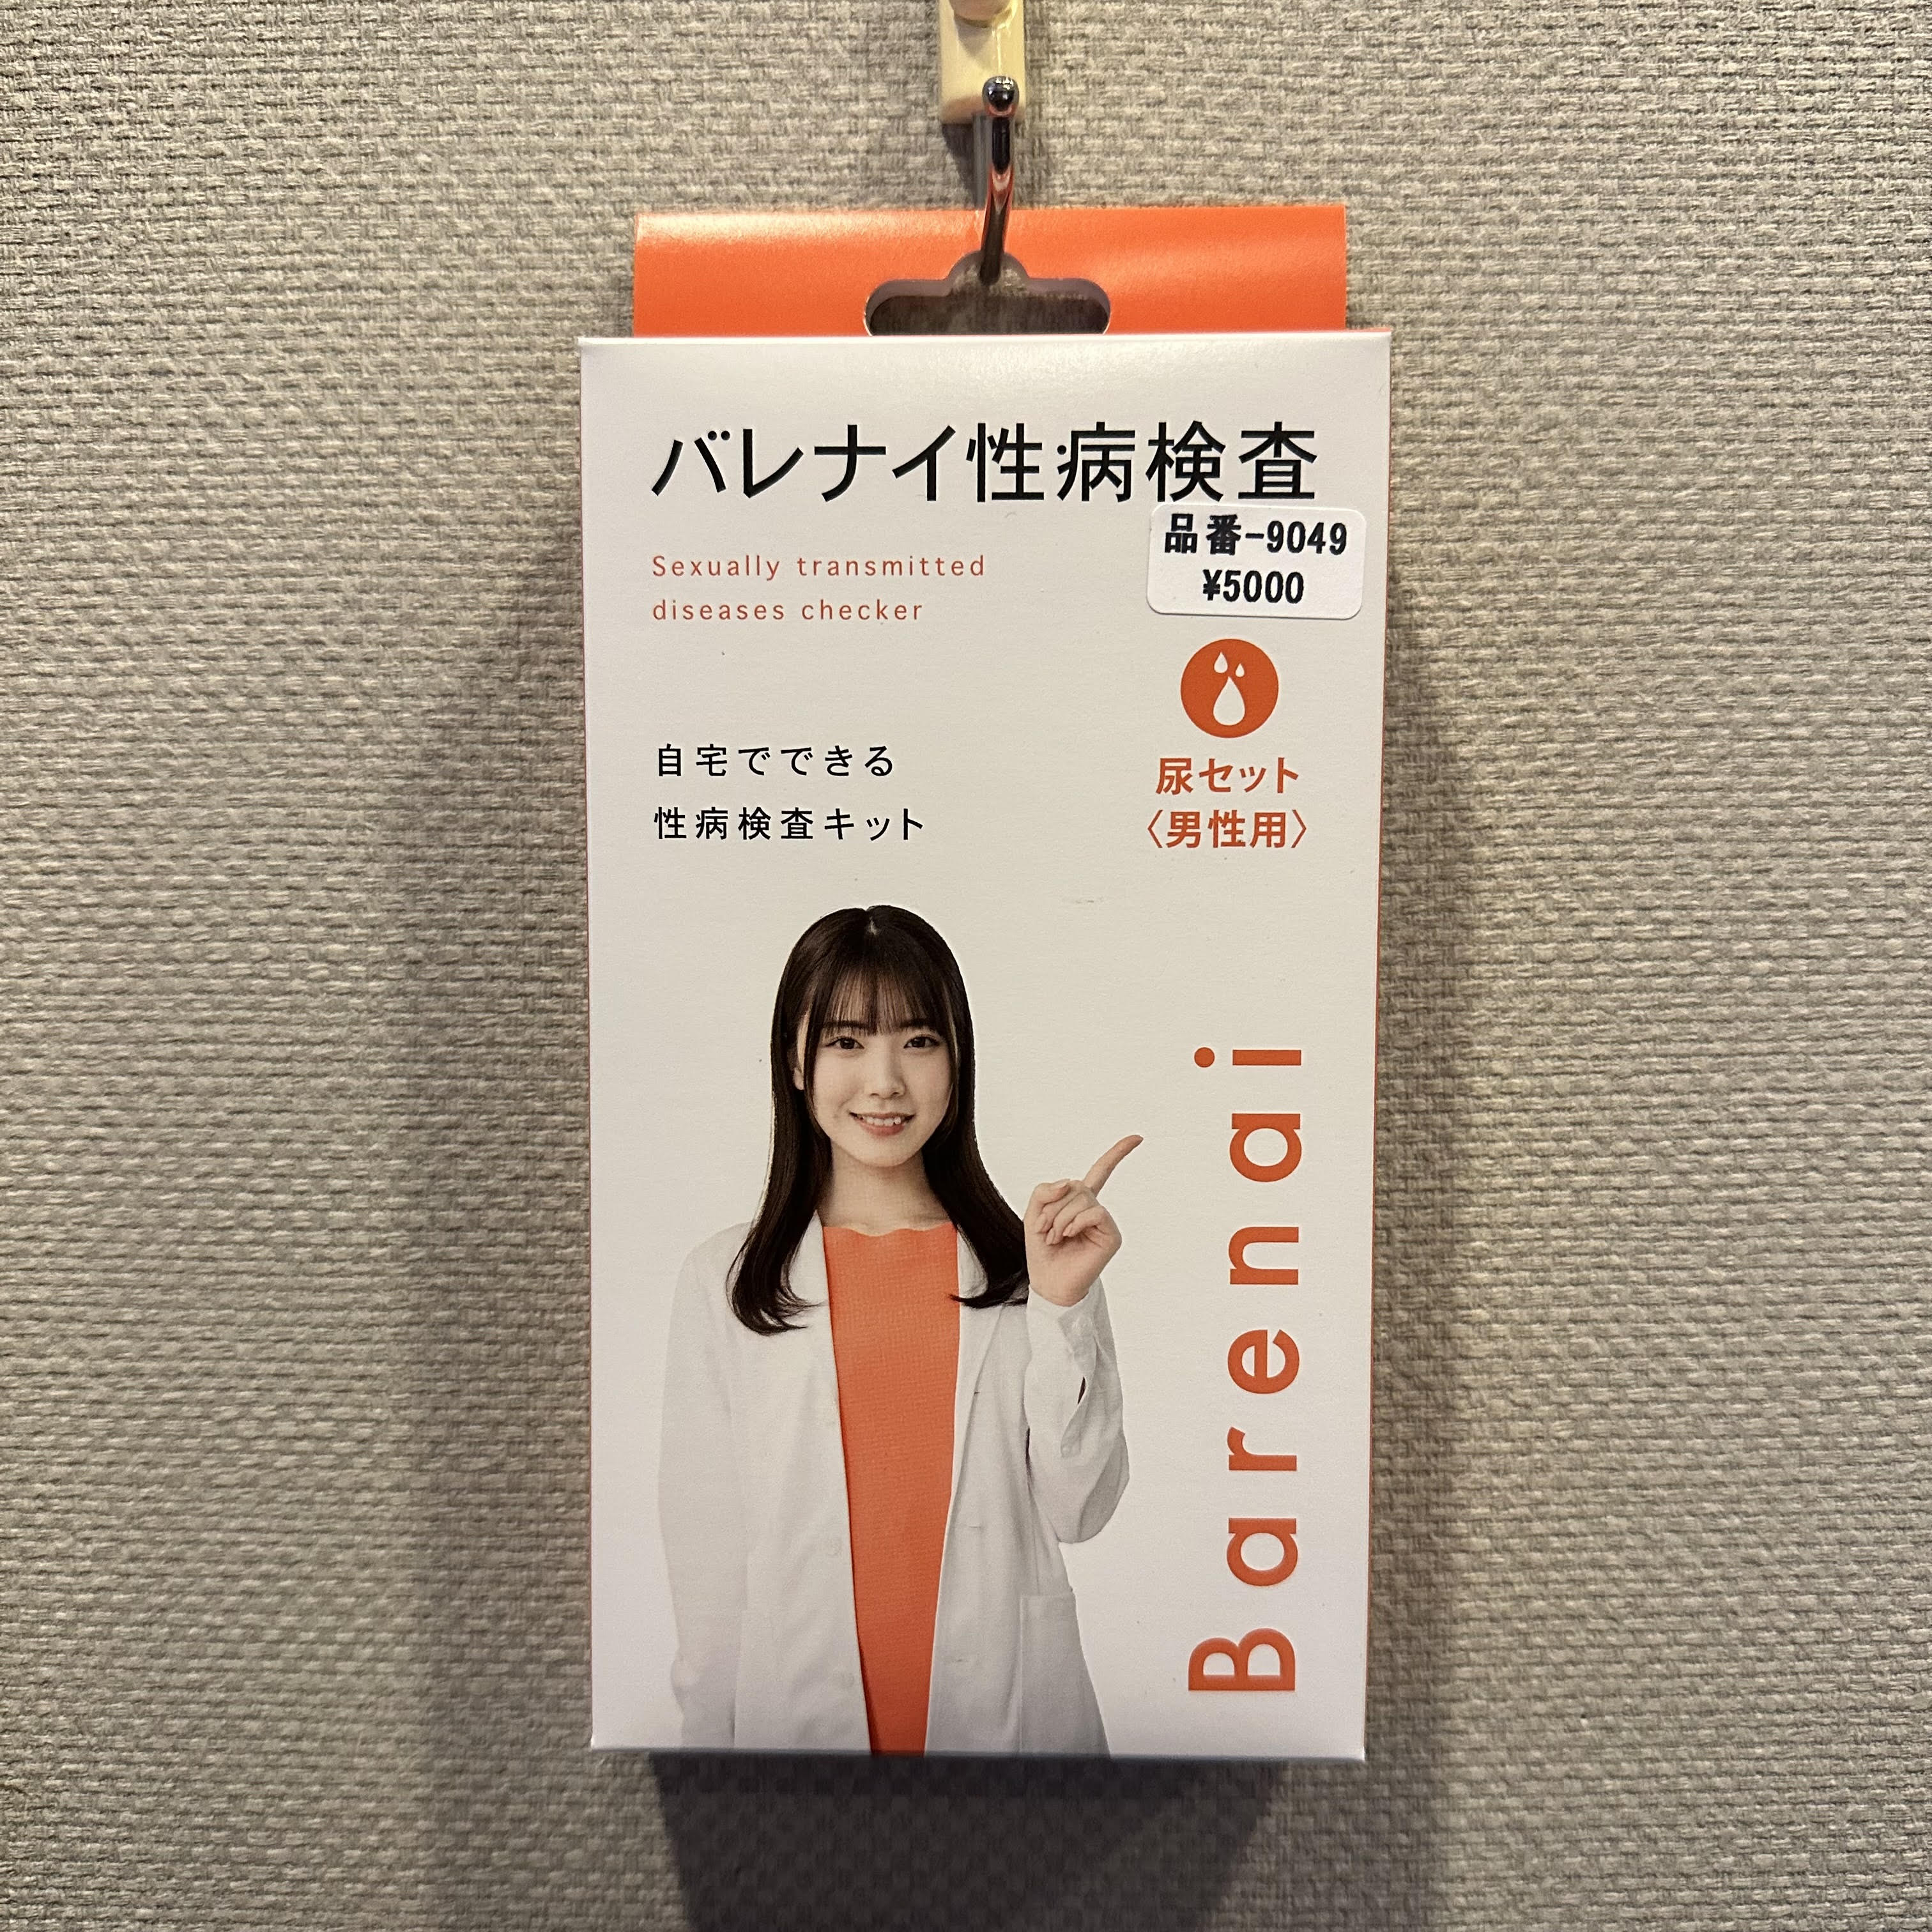 バレナイ性病検査
Sexually transmitted
diseases checker
品番-9049
¥5000
自宅でできる
性病検査キット
尿セット
〈男性用〉
Barenai